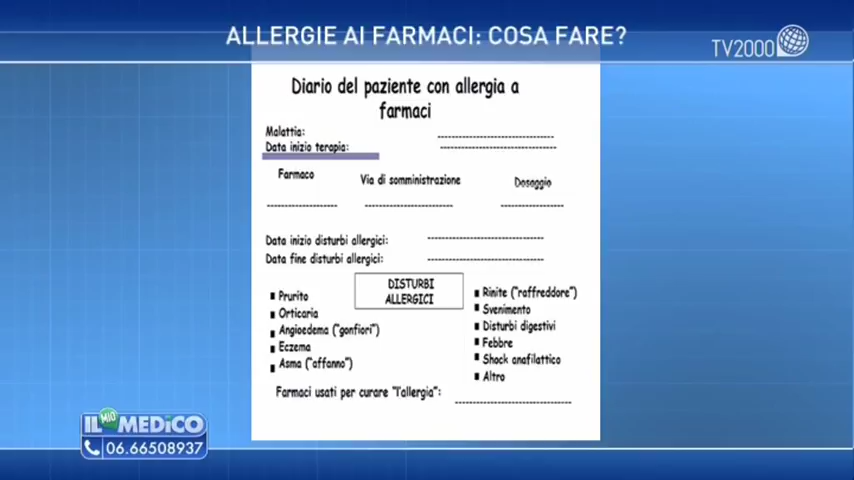 ALLERGIE AI FARMACI: COSA FARE?
TV2000
Diario del paziente con allergia a
farmaci
Malattia:
Data inizio terapia:
Farmaco
Via di somministrazione
Dosaggio
Data inizio disturbi allergici:
Data fine disturbi allergici:
DISTURBI
ALLERGICI
Prurito
Orticaria
Angioedema ("gonfiori")
Eczema
Asma ("affanno")
Rinite ("raffreddore")
Svenimento
Disturbi digestivi
Febbre
Shock anafilattico
Altro
Farmaci usati per curare "l'allergia":
IL MIO MEDICO
06.66508937